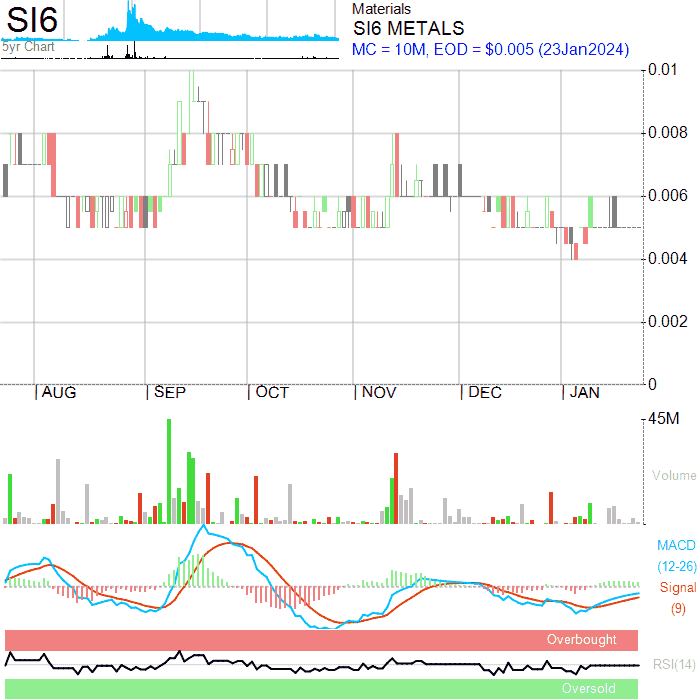 SI6
5yr Chart
Materials
SI6 METALS
MC = 10M, EOD = $0.005 (23Jan2024)
0.01
0.008
0.006
0.004
0.002
0
AUG SEP OCT NOV DEC JAN
45M
Volume
MACD
(12-26)
Signal
(9)
Overbought
RSI(14)
Oversold